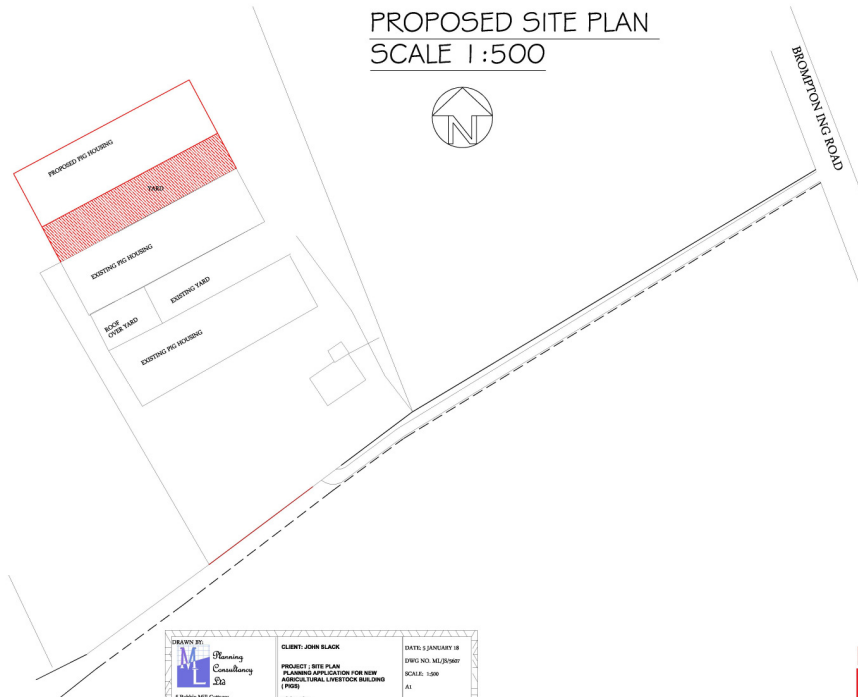 PROPOSED SITE PLAN
SCALE 1:500
N
BROMPTON ING ROAD
PROPOSED PIG HOUSING
YARD
EXISTING PIG HOUSING
EXISTING YARD
ROOF
OVER YARD
EXISTING PIG HOUSING
DRAWN BY:
ML
Planning
Consultancy
Ltd
CLIENT: JOHN SLACK
PROJECT ; SITE PLAN
PLANNING APPLICATION FOR NEW
AGRICULTURAL LIVESTOCK BUILDING
( PIGS)
DATE: 5 JANUARY 18
DWG NO. ML/JS/5607
SCALE: 1:500
A1